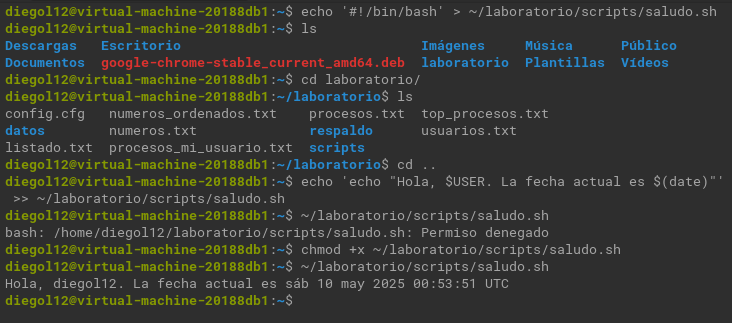 diegol12@virtual-machine-20188db1:~$ echo '#!/bin/bash' > ~/laboratorio/scripts/saludo.sh
diegol12@virtual-machine-20188db1:~$ ls
Descargas   Escritorio                              Imágenes     Música      Público
Documentos  google-chrome-stable_current_amd64.deb  laboratorio  Plantillas  Vídeos
diegol12@virtual-machine-20188db1:~$ cd laboratorio/
diegol12@virtual-machine-20188db1:~/laboratorio$ ls
config.cfg   numeros_ordenados.txt    procesos.txt  top_procesos.txt
datos        numeros.txt              respaldo      usuarios.txt
listado.txt  procesos_mi_usuario.txt  scripts
diegol12@virtual-machine-20188db1:~/laboratorio$ cd ..
diegol12@virtual-machine-20188db1:~$ echo 'echo "Hola, $USER. La fecha actual es $(date)"'
 >> ~/laboratorio/scripts/saludo.sh
diegol12@virtual-machine-20188db1:~$ ~/laboratorio/scripts/saludo.sh
bash: /home/diegol12/laboratorio/scripts/saludo.sh: Permiso denegado
diegol12@virtual-machine-20188db1:~$ chmod +x ~/laboratorio/scripts/saludo.sh
diegol12@virtual-machine-20188db1:~$ ~/laboratorio/scripts/saludo.sh
Hola, diegol12. La fecha actual es sáb 10 may 2025 00:53:51 UTC
diegol12@virtual-machine-20188db1:~$